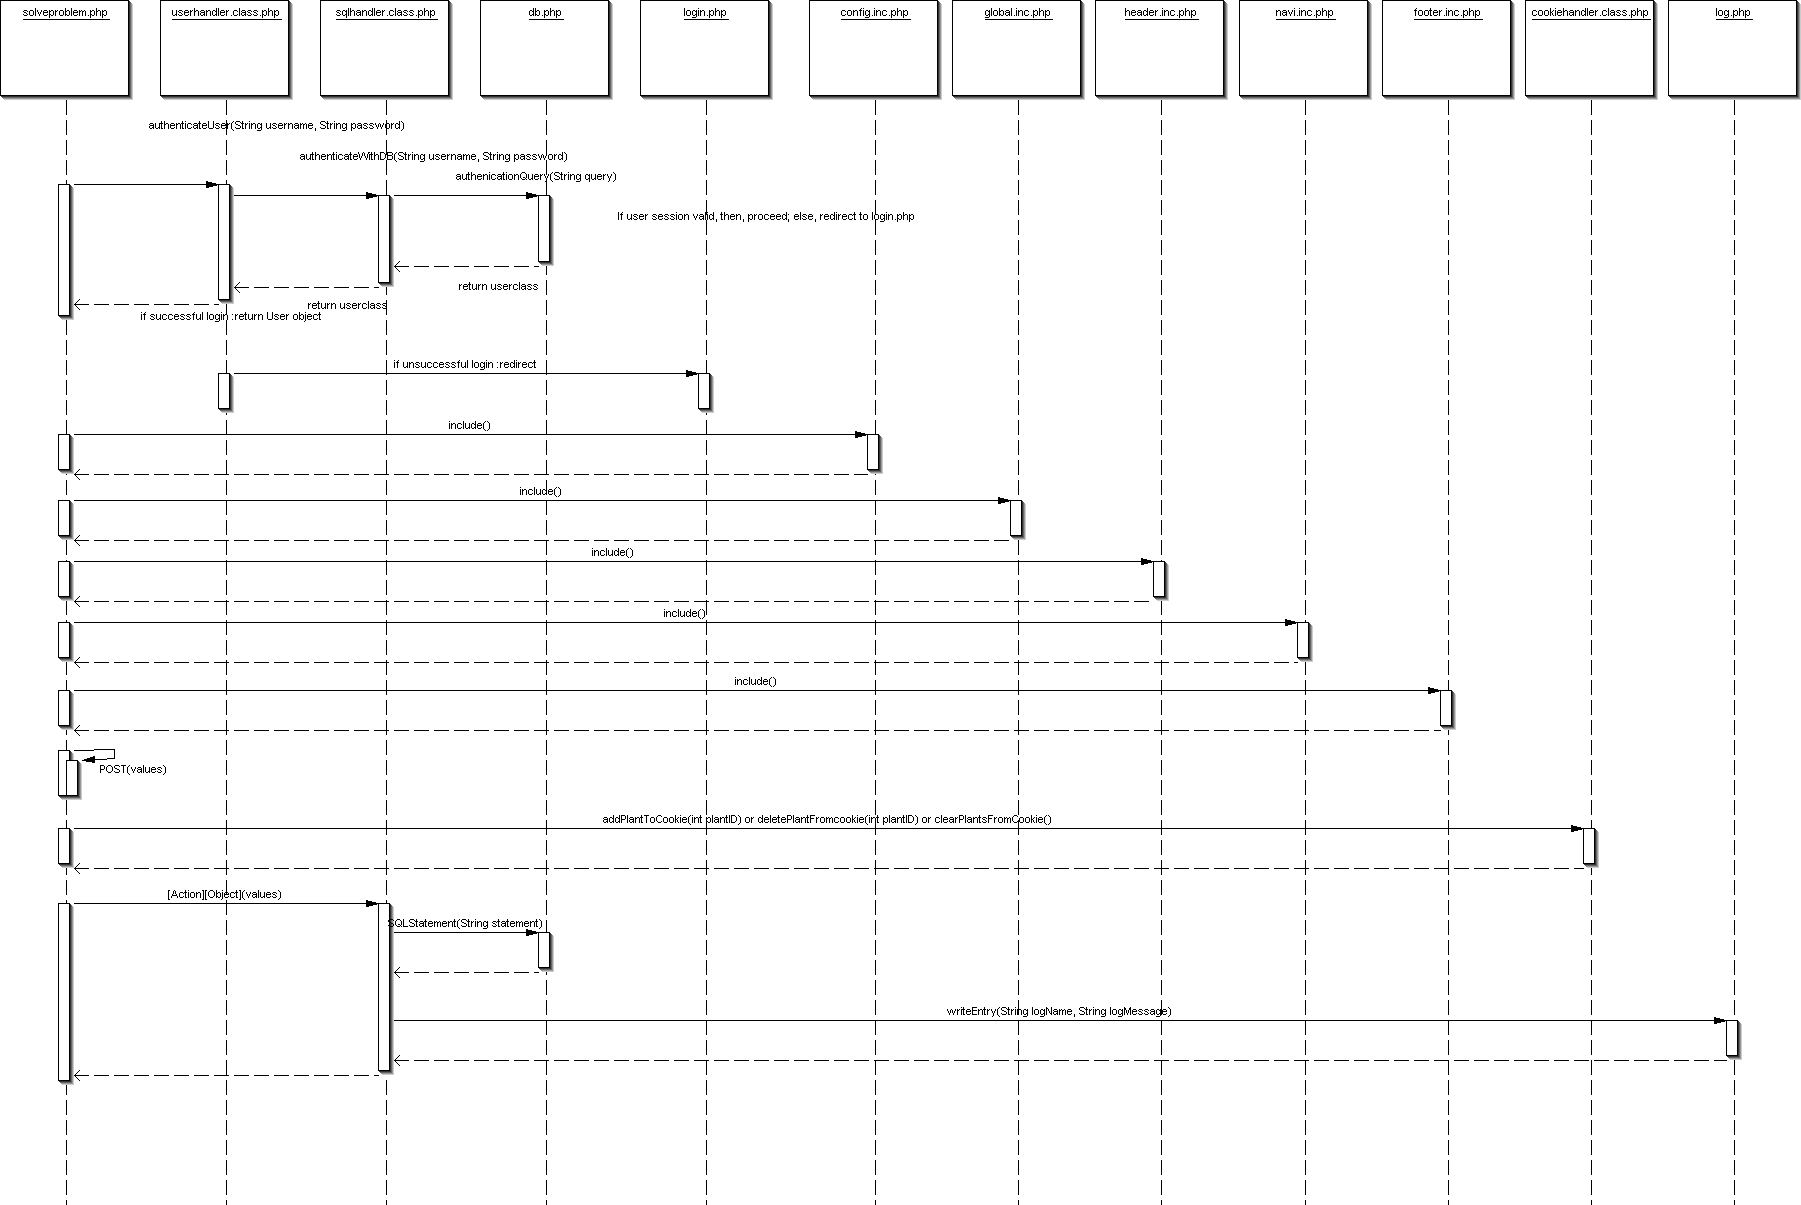 solveproblem.php
userhandler.class.php
sqlhandler.class.php
db.php
login.php
config.inc.php
global.inc.php
header.inc.php
navi.inc.php
footer.inc.php
cookiehandler.class.php
log.php
authenticateUser(String username, String password)
authenticateWithDB(String username, String password)
authenicationQuery(String query)
If user session valid, then, proceed; else, redirect to login.php
return userclass
return userclass
if successful login :return User object
if unsuccessful login :redirect
include()
include()
include()
include()
include()
POST(values)
addPlantToCookie(int plantID) or deletePlantFromcookie(int plantID) or clearPlantsFromCookie()
[Action][Object](values)
SQLStatement(String statement)
writeEntry(String logName, String logMessage)